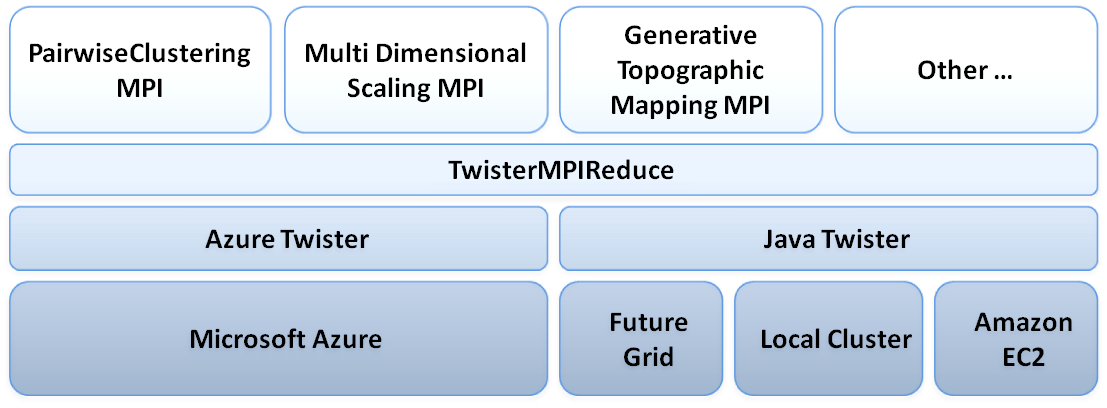 PairwiseClustering
MPI
Multi Dimensional
Scaling MPI
Generative
Topographic
Mapping MPI
Other ...
TwisterMPIReduce
Azure Twister
Java Twister
Microsoft Azure
Future
Grid
Local Cluster
Amazon
EC2